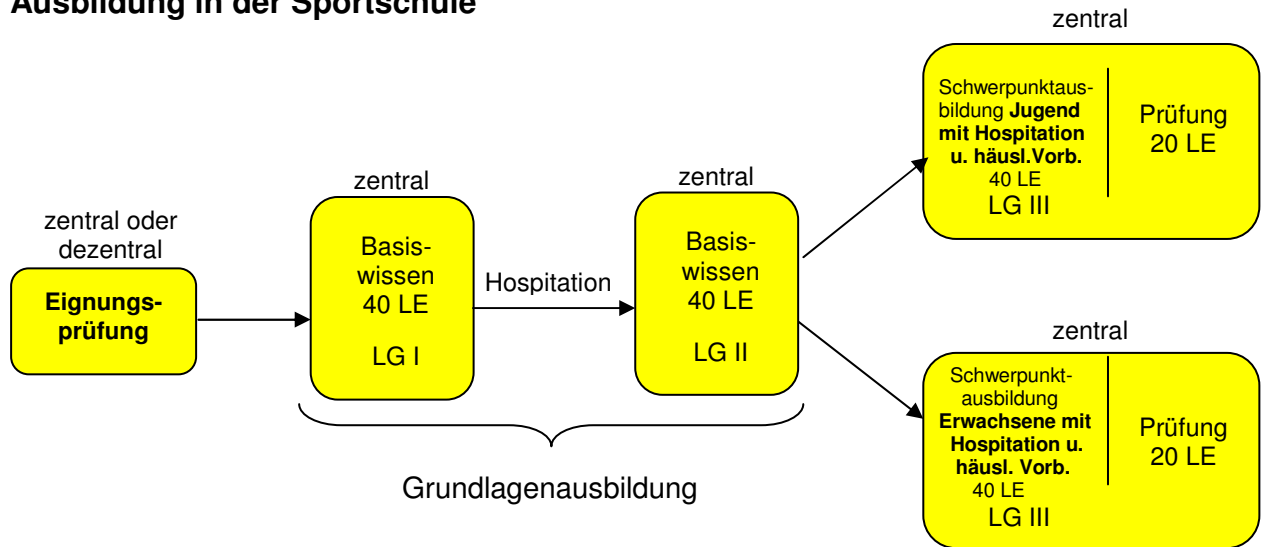 Ausbildung in der Sportschule
zentral oder
dezentral
Eignungs-
prüfung
zentral
Basis-
wissen
40 LE
LG I
Hospitation
zentral
Basis-
wissen
40 LE
LG II
Grundlagenausbildung
zentral
Schwerpunktaus-
bildung Jugend
mit Hospitation
u. häusl.Vorb.
40 LE
LG III
Prüfung
20 LE
zentral
Schwerpunkt-
ausbildung
Erwachsene mit
Hospitation u.
häusl. Vorb.
40 LE
LG III
Prüfung
20 LE